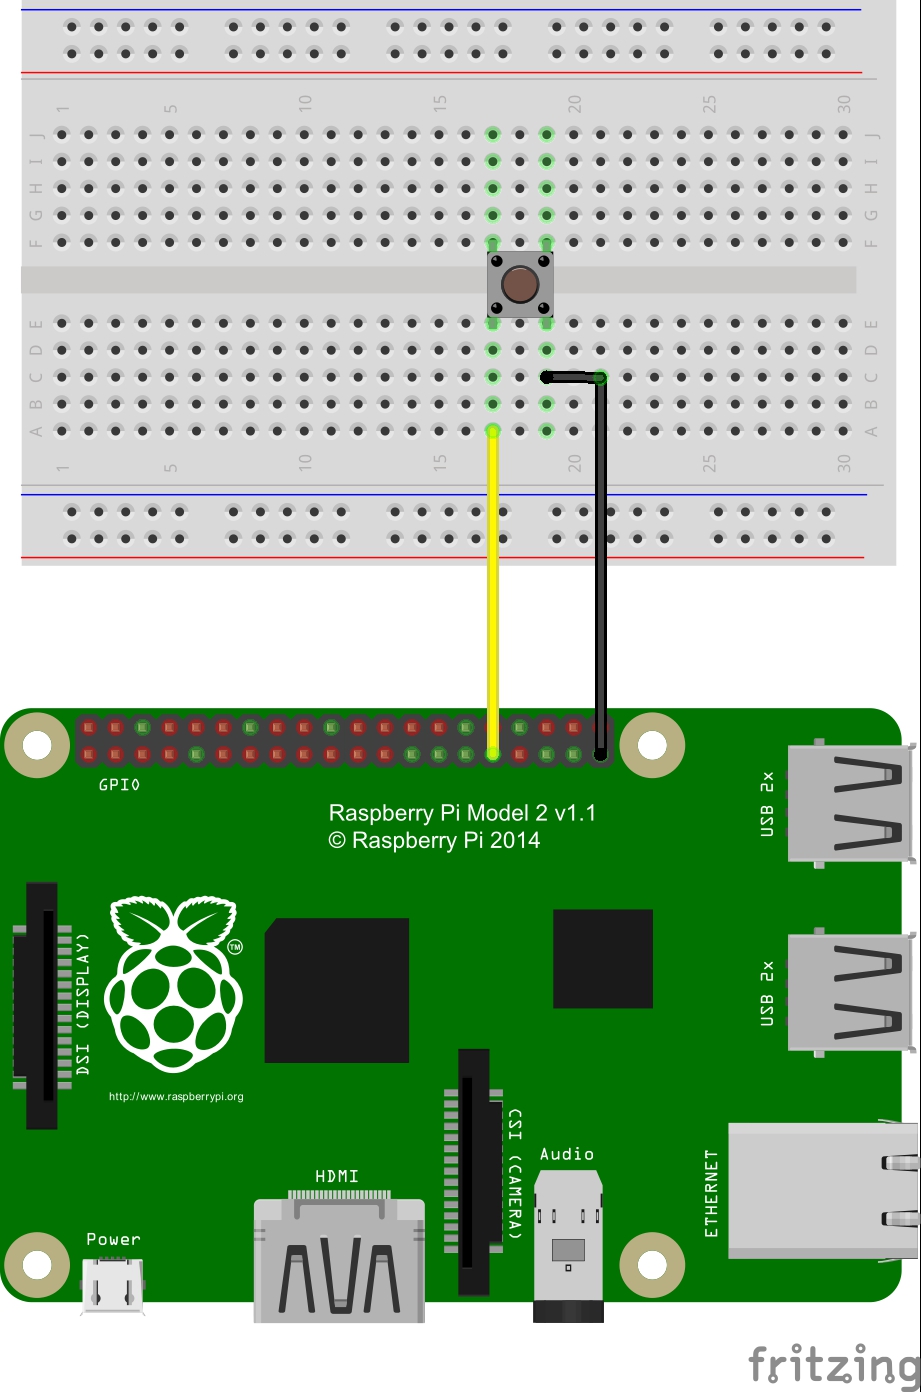 1 5 10 15 20 25 30
J J
I I
H H
G G
F F
E E
D D
C C
B B
A A
1 5 10 15 20 25 30
GPIO
Raspberry Pi Model 2 v1.1
© Raspberry Pi 2014
USB 2x
TM
DSI (DISPLAY)
USB 2x
http://www.raspberrypi.org
CSI (CAMERA)
HDMI
Audio
ETHERNET
Power
fritzing